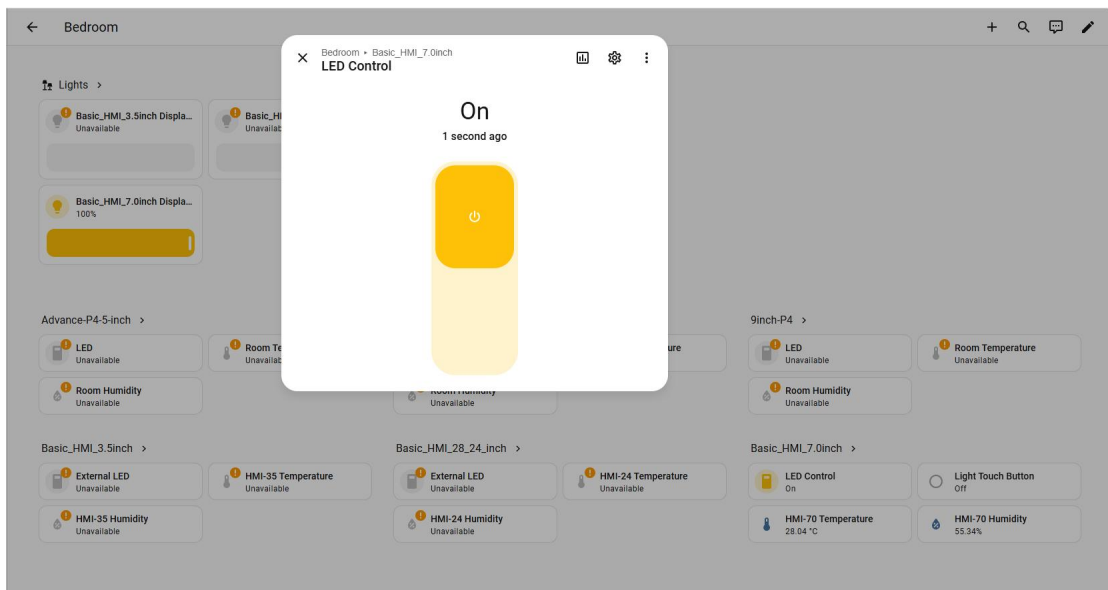 Bedroom
Bedroom ▸ Basic_HMI_7.0inch
LED Control
On
1 second ago
Lights >
Basic_HMI_3.5inch Displa...
Unavailable
Basic_HI
Unavailab
Basic_HMI_7.0inch Displa...
100%
Advance-P4-5-inch >
LED
Unavailable
Room Te
Unavailab
Room Humidity
Unavailable
Room Humidity
Unavailable
ure
9inch-P4 >
LED
Unavailable
Room Temperature
Unavailable
Room Humidity
Unavailable
Basic_HMI_3.5inch >
External LED
Unavailable
HMI-35 Temperature
Unavailable
HMI-35 Humidity
Unavailable
Basic_HMI_28_24_inch >
External LED
Unavailable
HMI-24 Temperature
Unavailable
HMI-24 Humidity
Unavailable
Basic_HMI_7.0inch >
LED Control
On
Light Touch Button
Off
HMI-70 Temperature
28.04 °C
HMI-70 Humidity
55.34%